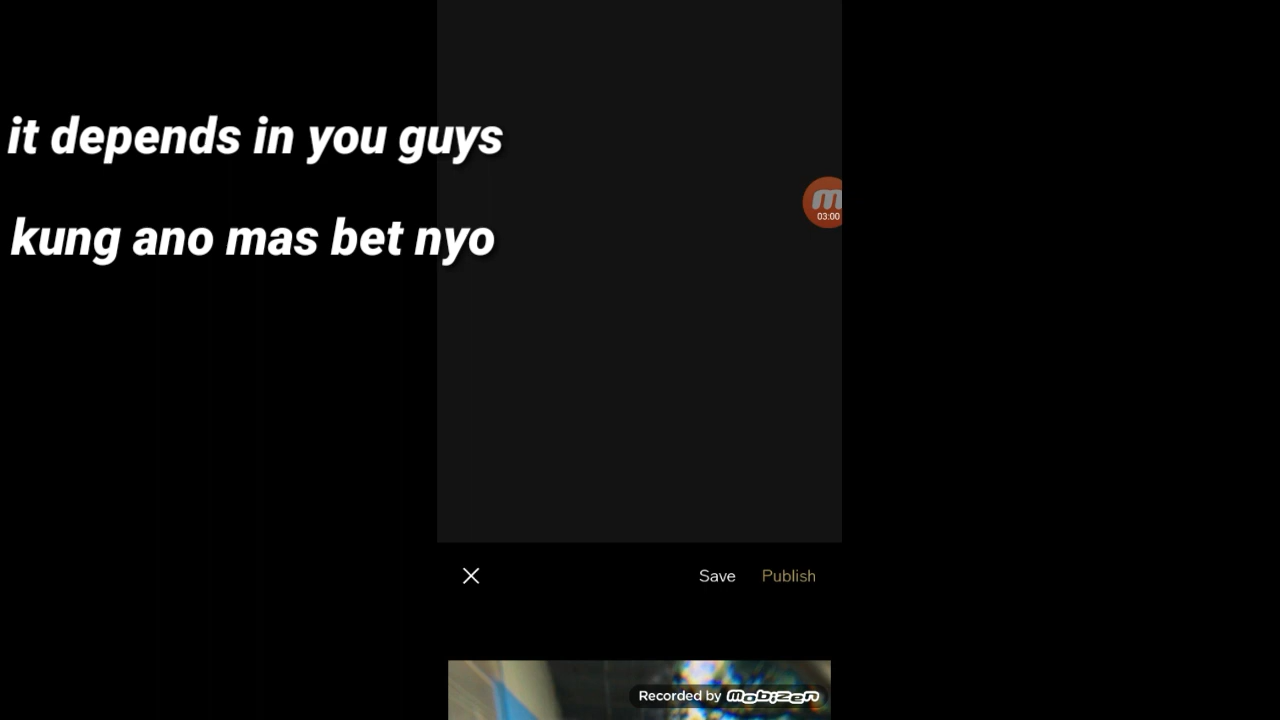 it depends in you guys
kung ano mas bet nyo
m
03:00
Save Publish
Recorded by mobizen